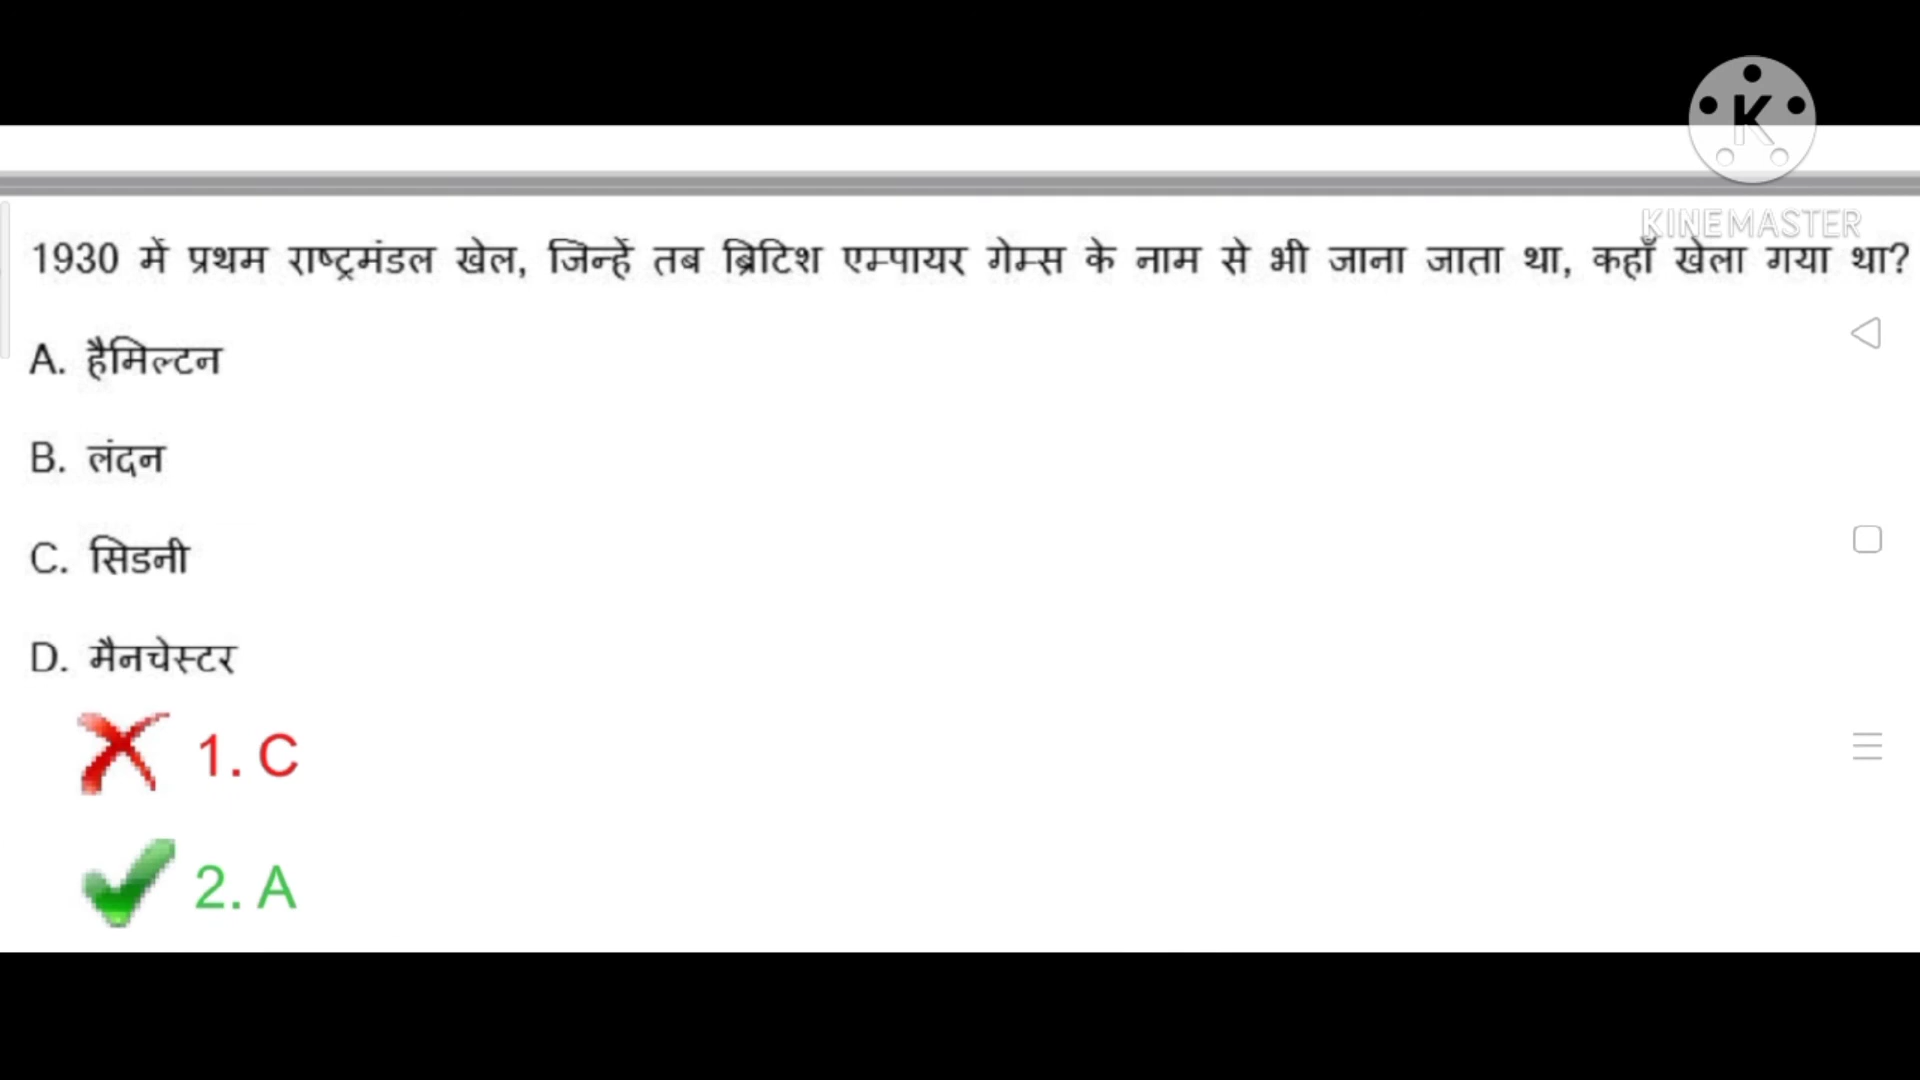 K
KINEMASTER
1930 में प्रथम राष्ट्रमंडल खेल, जिन्हें तब ब्रिटिश एम्पायर गेम्स के नाम से भी जाना जाता था, कहाँ खेला गया था?
A. हैमिल्टन
B. लंदन
C. सिडनी
D. मैनचेस्टर
1. C
2. A